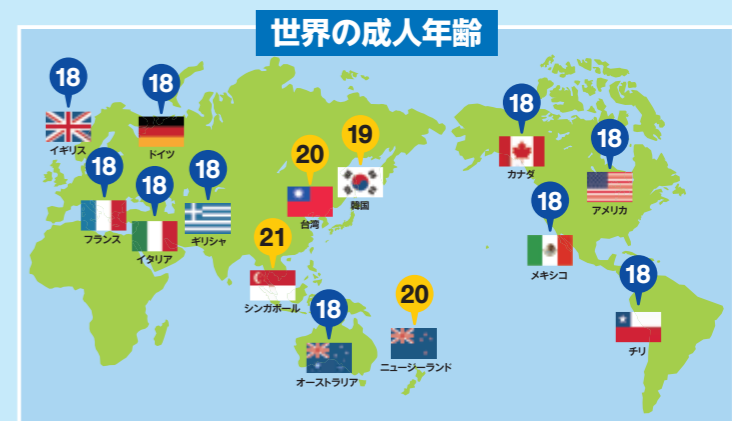 世界の成人年齢
18
イギリス
18
ドイツ
18
フランス
18
イタリア
18
ギリシャ
20
台湾
19
韓国
21
シンガポール
18
オーストラリア
20
ニュージーランド
18
カナダ
18
アメリカ
18
メキシコ
18
チリ